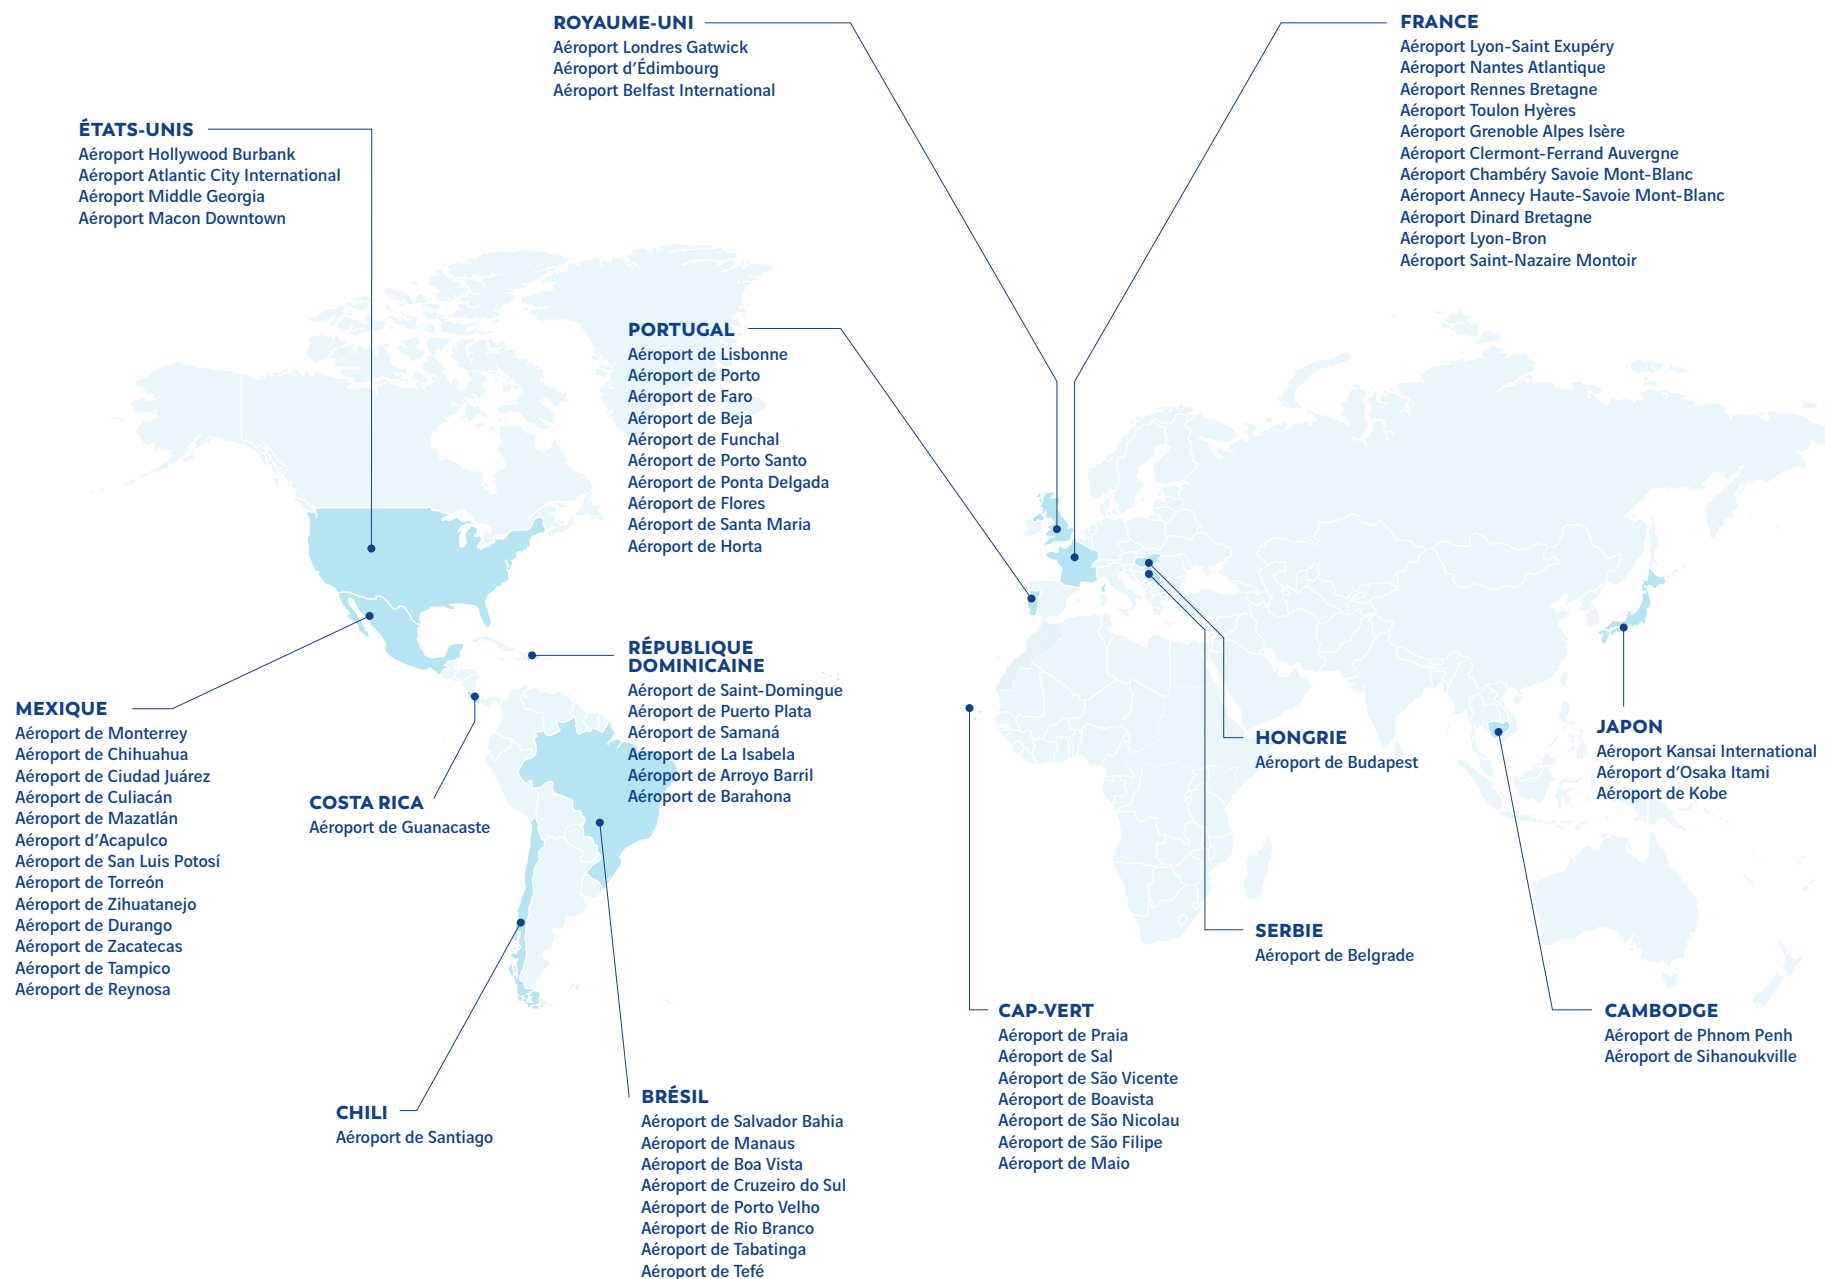 ROYAUME-UNI
Aéroport Londres Gatwick
Aéroport d’Édimbourg
Aéroport Belfast International
FRANCE
Aéroport Lyon-Saint Exupéry
Aéroport Nantes Atlantique
Aéroport Rennes Bretagne
Aéroport Toulon Hyères
Aéroport Grenoble Alpes Isère
Aéroport Clermont-Ferrand Auvergne
Aéroport Chambéry Savoie Mont-Blanc
Aéroport Annecy Haute-Savoie Mont-Blanc
Aéroport Dinard Bretagne
Aéroport Lyon-Bron
Aéroport Saint-Nazaire Montoir
ÉTATS-UNIS
Aéroport Hollywood Burbank
Aéroport Atlantic City International
Aéroport Middle Georgia
Aéroport Macon Downtown
PORTUGAL
Aéroport de Lisbonne
Aéroport de Porto
Aéroport de Faro
Aéroport de Beja
Aéroport de Funchal
Aéroport de Porto Santo
Aéroport de Ponta Delgada
Aéroport de Flores
Aéroport de Santa Maria
Aéroport de Horta
RÉPUBLIQUE
DOMINICAINE
Aéroport de Saint-Domingue
Aéroport de Puerto Plata
Aéroport de Samaná
Aéroport de La Isabela
Aéroport de Arroyo Barril
Aéroport de Barahona
MEXIQUE
Aéroport de Monterrey
Aéroport de Chihuahua
Aéroport de Ciudad Juárez
Aéroport de Culiacán
Aéroport de Mazatlán
Aéroport d’Acapulco
Aéroport de San Luis Potosí
Aéroport de Torreón
Aéroport de Zihuatanejo
Aéroport de Durango
Aéroport de Zacatecas
Aéroport de Tampico
Aéroport de Reynosa
COSTA RICA
Aéroport de Guanacaste
HONGRIE
Aéroport de Budapest
JAPON
Aéroport Kansai International
Aéroport d’Osaka Itami
Aéroport de Kobe
SERBIE
Aéroport de Belgrade
CAP-VERT
Aéroport de Praia
Aéroport de Sal
Aéroport de São Vicente
Aéroport de Boavista
Aéroport de São Nicolau
Aéroport de São Filipe
Aéroport de Maio
CAMBODGE
Aéroport de Phnom Penh
Aéroport de Sihanoukville
CHILI
Aéroport de Santiago
BRÉSIL
Aéroport de Salvador Bahia
Aéroport de Manaus
Aéroport de Boa Vista
Aéroport de Cruzeiro do Sul
Aéroport de Porto Velho
Aéroport de Rio Branco
Aéroport de Tabatinga
Aéroport de Tefé